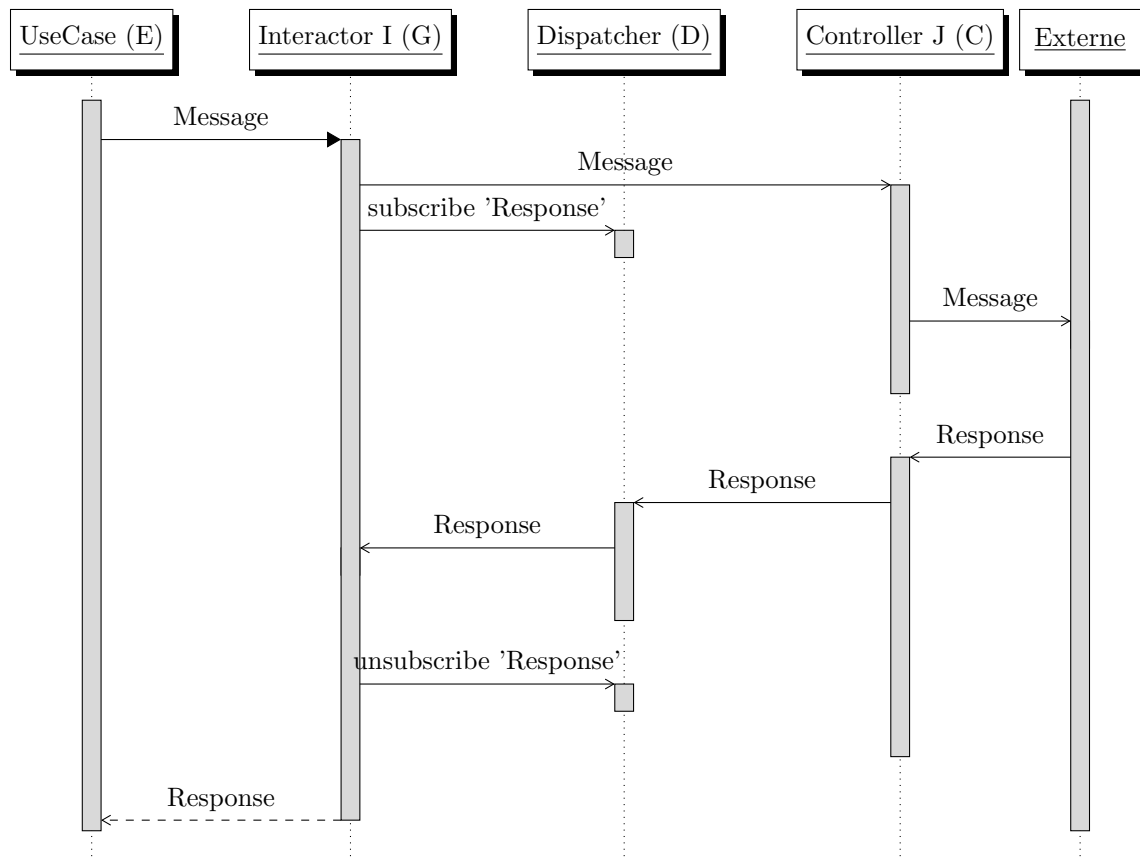 UseCase (E)
Interactor I (G)
Dispatcher (D)
Controller J (C)
Externe
Message
Message
subscribe 'Response'
Message
Response
Response
Response
unsubscribe 'Response'
Response